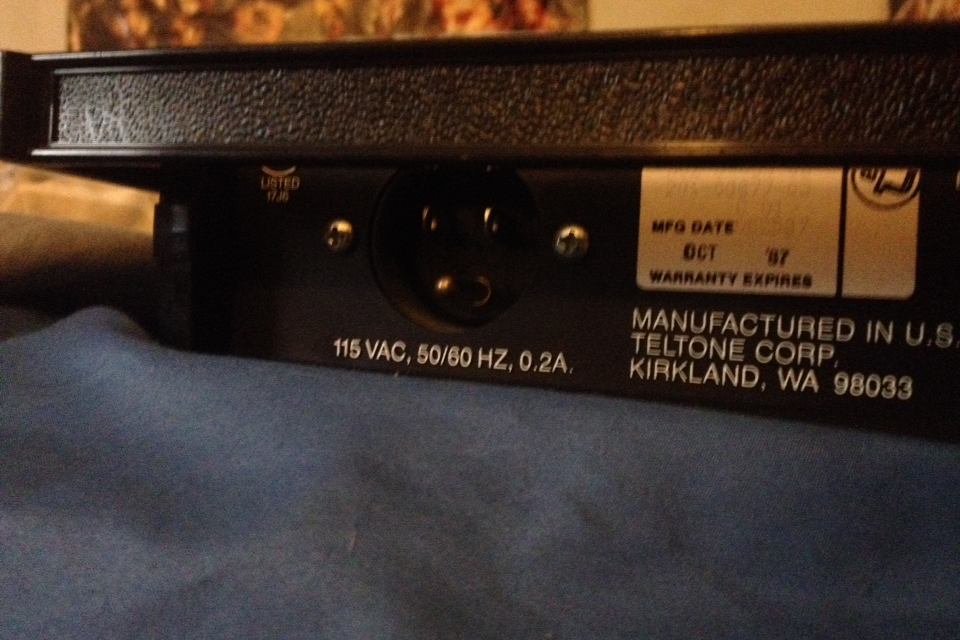 LISTED
17J6
MFG DATE
OCT '87
WARRANTY EXPIRES
115 VAC, 50/60 HZ, 0.2A.
MANUFACTURED IN U.S.
TELTONE CORP.
KIRKLAND, WA 98033